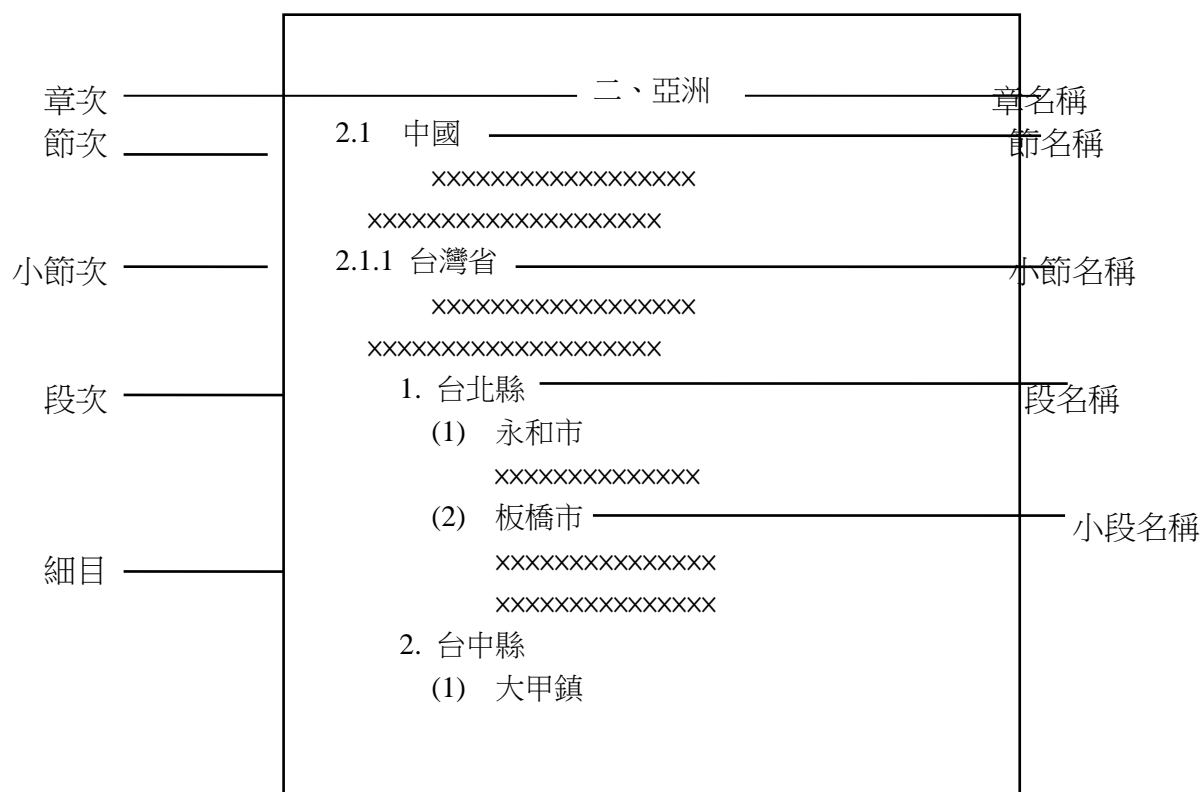 章次 二、亞洲 章名稱
節次 2.1 中國 節名稱
xxxxxxxxxxxxxxxxxx
xxxxxxxxxxxxxxxxxxxx
小節次 2.1.1 台灣省 小節名稱
xxxxxxxxxxxxxxxxxx
xxxxxxxxxxxxxxxxxxxx
段次 1. 台北縣 段名稱
(1) 永和市
xxxxxxxxxxxxxx
(2) 板橋市 小段名稱
細目 xxxxxxxxxxxxxxx
xxxxxxxxxxxxxxx
2. 台中縣
(1) 大甲鎮